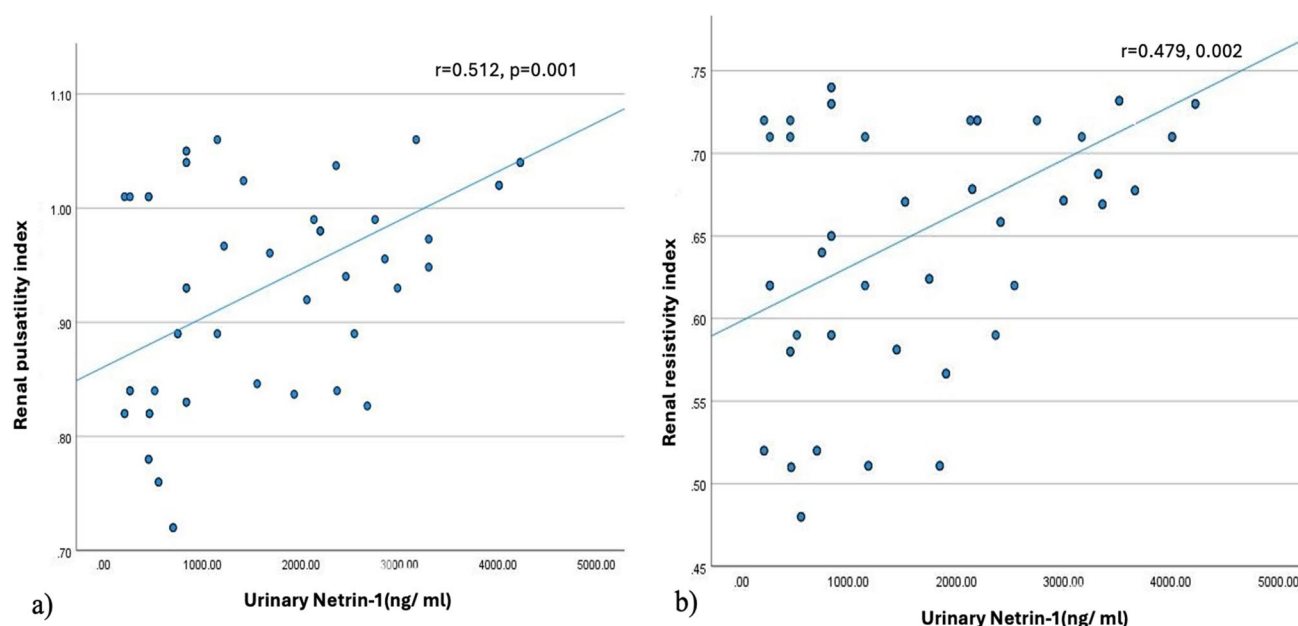 r=0.512, p=0.001
1.10
1.00
.90
.80
.70
Renal pulsatility index
.00 1000.00 2000.00 3000.00 4000.00 5000.00
Urinary Netrin-1(ng/ ml)
a)
r=0.479, 0.002
.75
.70
.65
.60
.55
.50
.45
Renal resistivity index
.00 1000.00 2000.00 3000.00 4000.00 5000.00
Urinary Netrin-1(ng/ ml)
b)